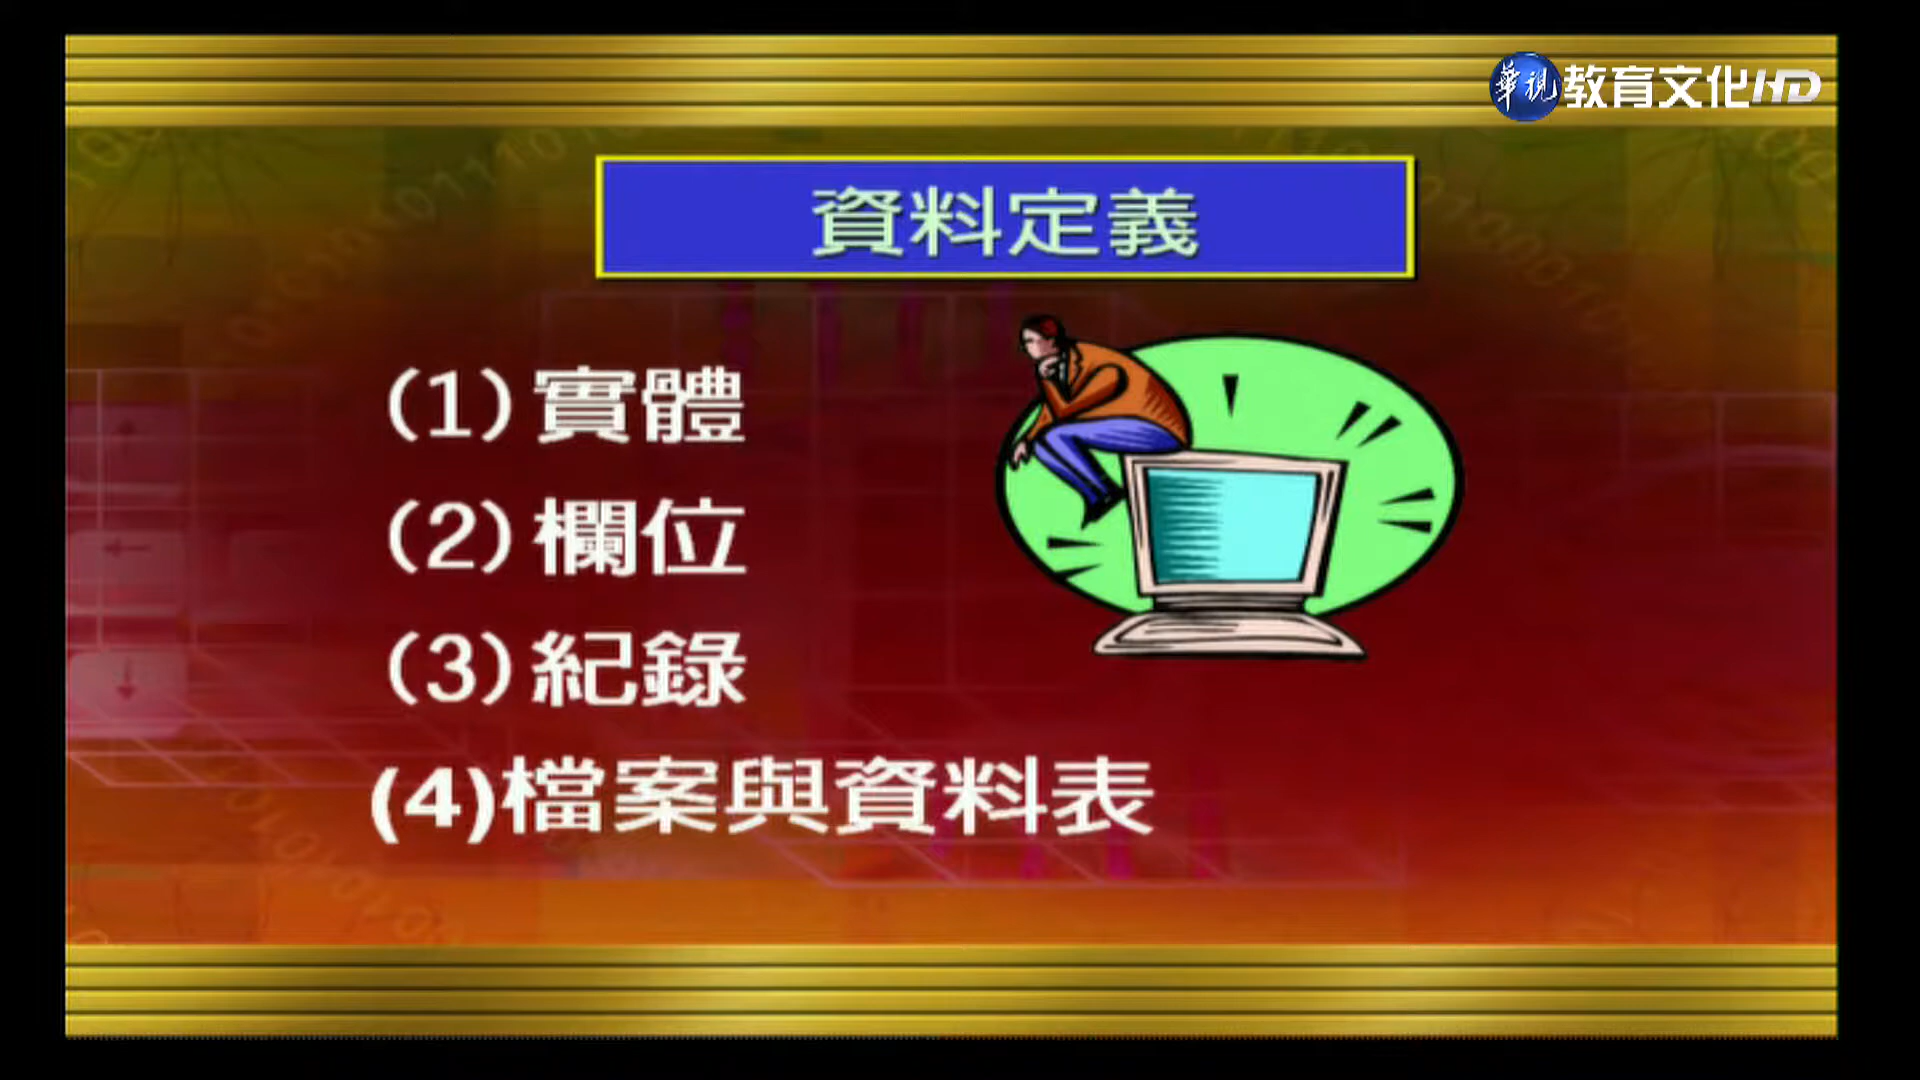 華視 教育文化HD
資料定義
(1) 實體
(2) 欄位
(3) 紀錄
(4)檔案與資料表